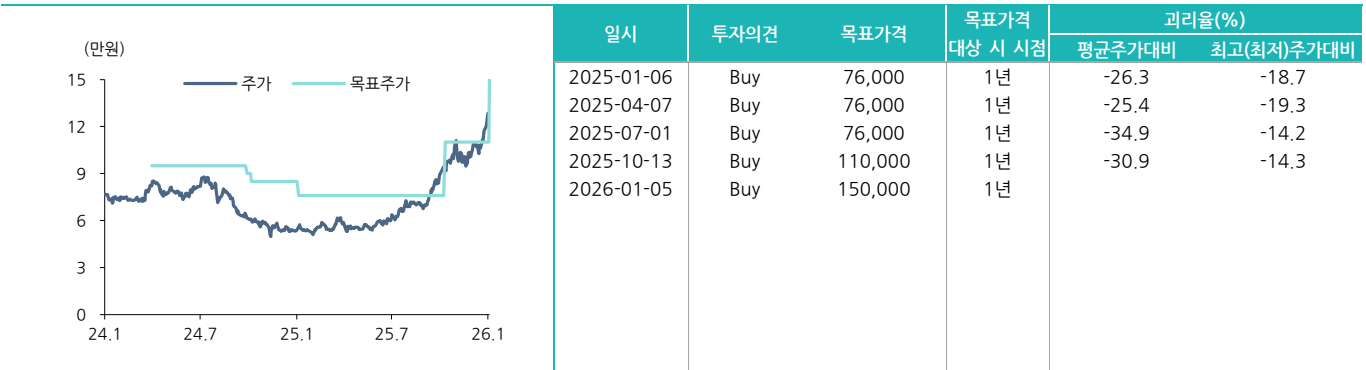 (만원)
주가 목표주가
15
12
9
6
3
0
24.1 24.7 25.1 25.7 26.1
일시 투자의견 목표가격 목표가격 대상 시 시점 괴리율(%)
평균주가대비 최고(최저)주가대비
2025-01-06 Buy 76,000 1년 -26.3 -18.7
2025-04-07 Buy 76,000 1년 -25.4 -19.3
2025-07-01 Buy 76,000 1년 -34.9 -14.2
2025-10-13 Buy 110,000 1년 -30.9 -14.3
2026-01-05 Buy 150,000 1년